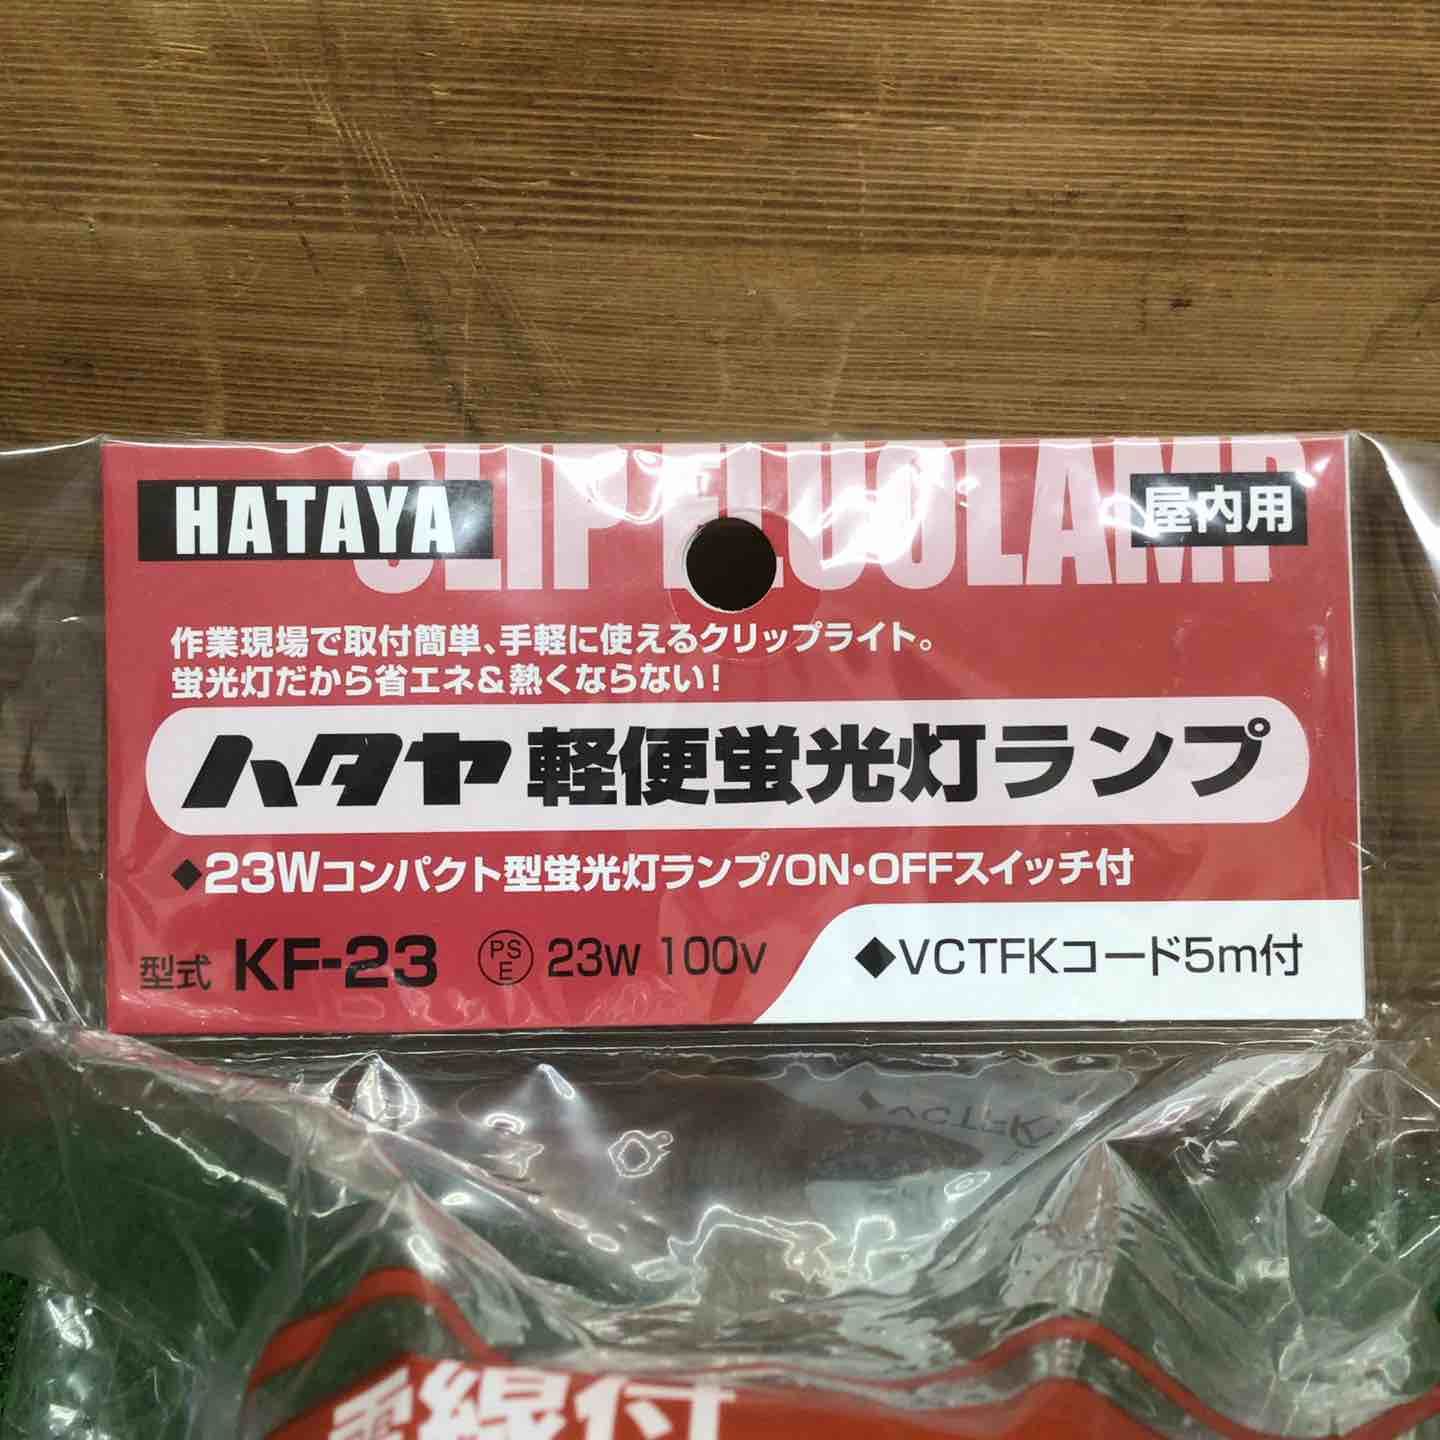 HATAYA
CLIP FLUOLAMP
屋内用
作業現場で取付簡単、手軽に使えるクリップライト。
蛍光灯だから省エネ&熱くならない!
ハタヤ 軽便蛍光灯ランプ
◆23Wコンパクト型蛍光灯ランプ/ON・OFFスイッチ付
型式 KF-23 PSE 23W 100V ◆VCTFKコード5m付
◆VCTFK
付